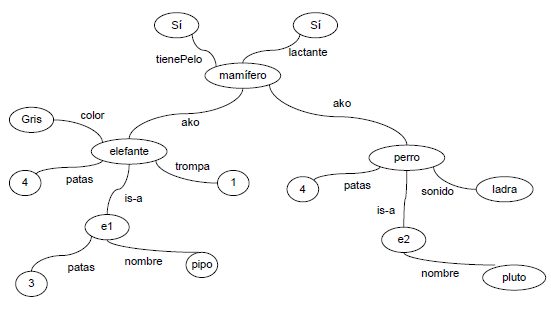 Sí
Sí
tienePelo
lactante
mamífero
ako
ako
Gris
color
elefante
perro
4
patas
trompa
1
4
patas
sonido
ladra
is-a
is-a
e1
e2
3
patas
nombre
pipo
nombre
pluto